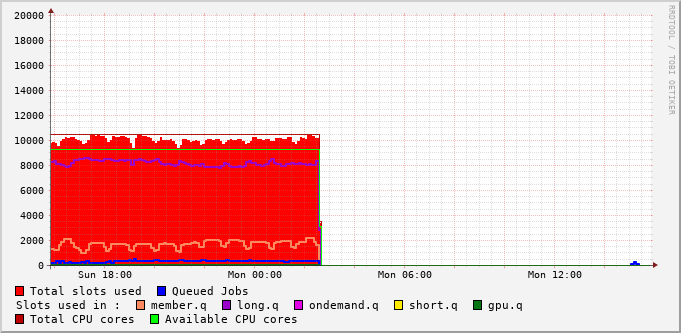 RRDTOOL / TOBI OETIKER
20000
18000
16000
14000
12000
10000
8000
6000
4000
2000
0
Sun 18:00 Mon 00:00 Mon 06:00 Mon 12:00
Total slots used Queued Jobs
Slots used in : member.q long.q ondemand.q short.q gpu.q
Total CPU cores Available CPU cores